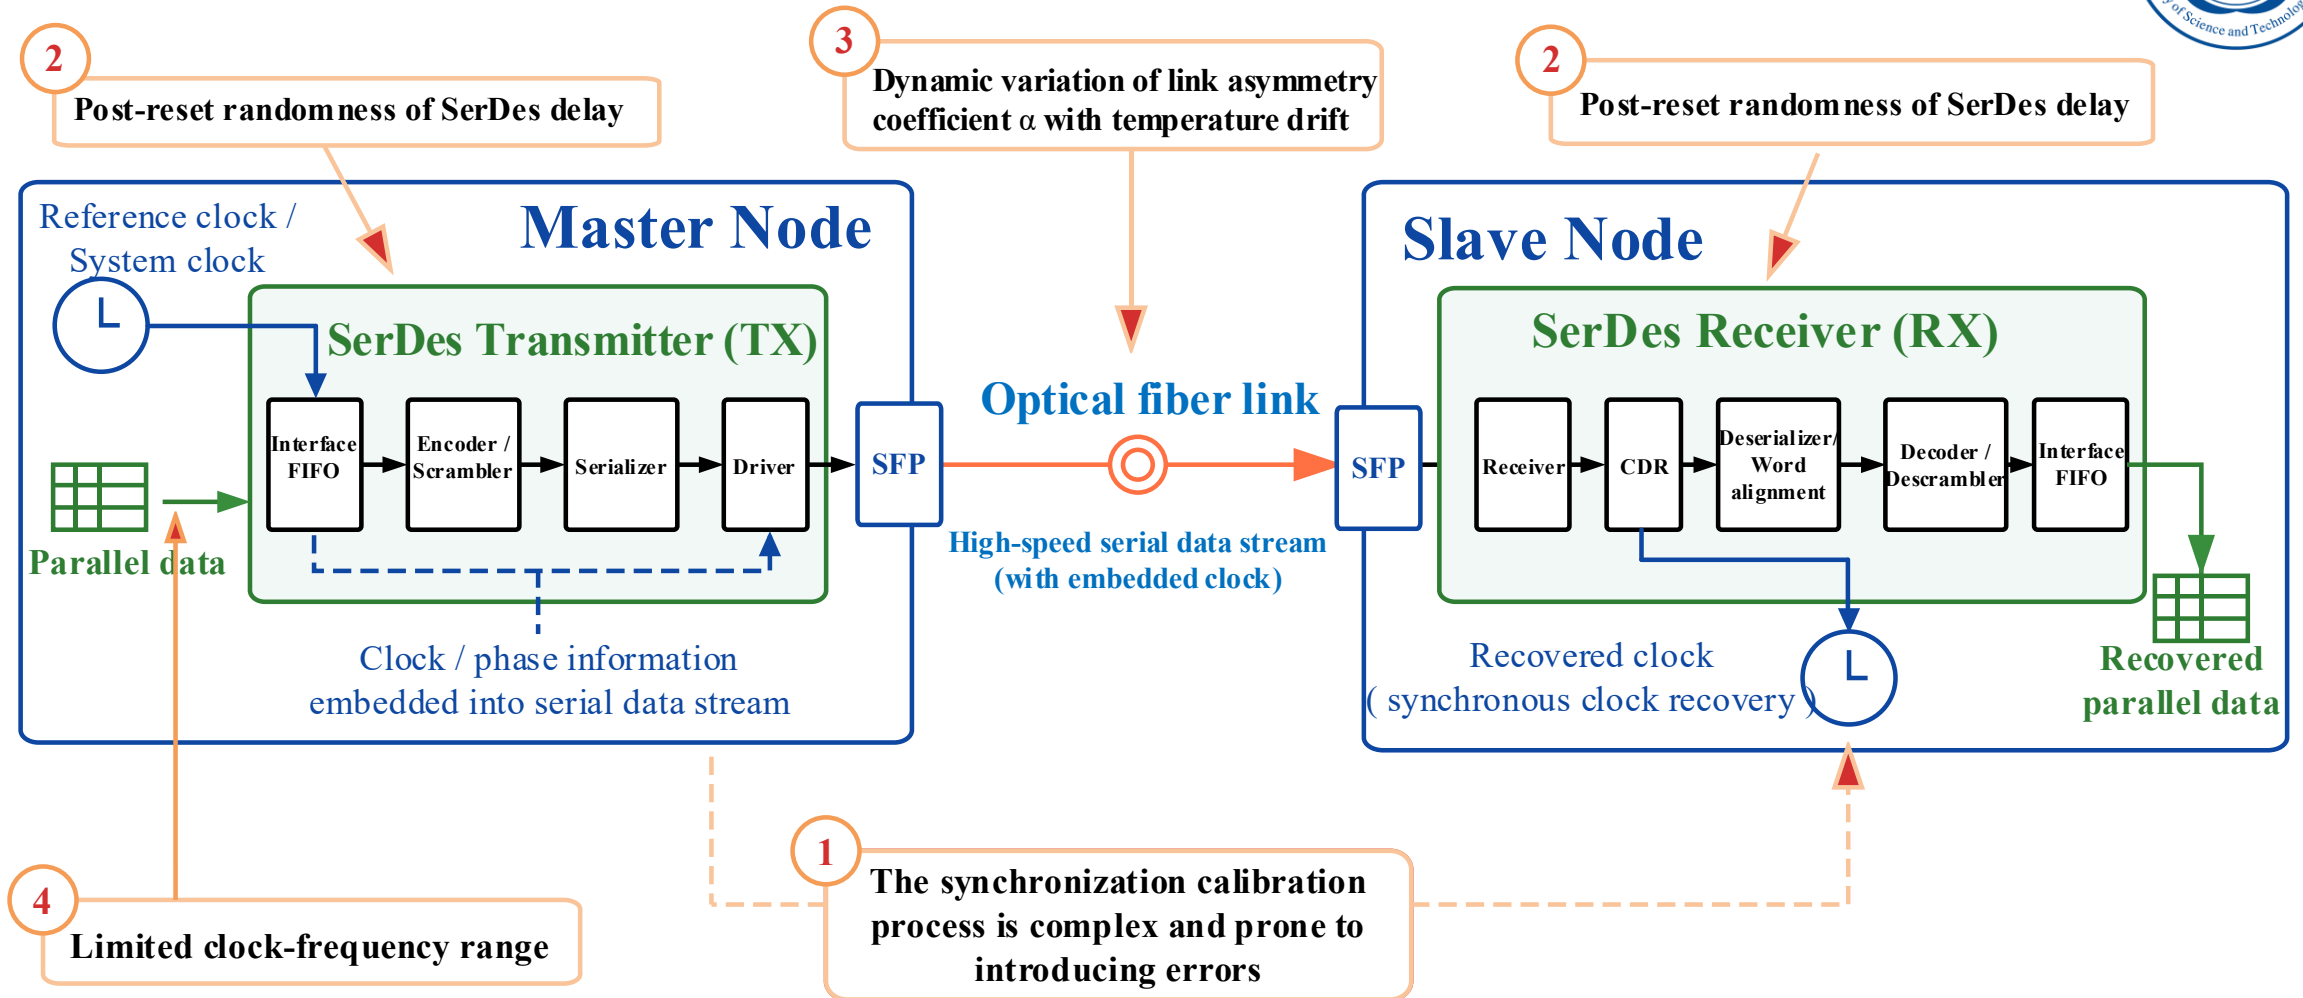 y of Science and Technolog
2
Post-reset randomness of SerDes delay
3
Dynamic variation of link asymmetry
coefficient α with temperature drift
2
Post-reset randomness of SerDes delay
Reference clock /
System clock
Master Node
SerDes Transmitter (TX)
Interface
FIFO
Encoder /
Scrambler
Serializer
Driver
SFP
Parallel data
Clock / phase information
embedded into serial data stream
Optical fiber link
High-speed serial data stream
(with embedded clock)
Slave Node
SerDes Receiver (RX)
SFP
Receiver
CDR
Deserializer/
Word
alignment
Decoder /
Descrambler
Interface
FIFO
Recovered clock
( synchronous clock recovery )
Recovered
parallel data
1
The synchronization calibration
process is complex and prone to
introducing errors
4
Limited clock-frequency range